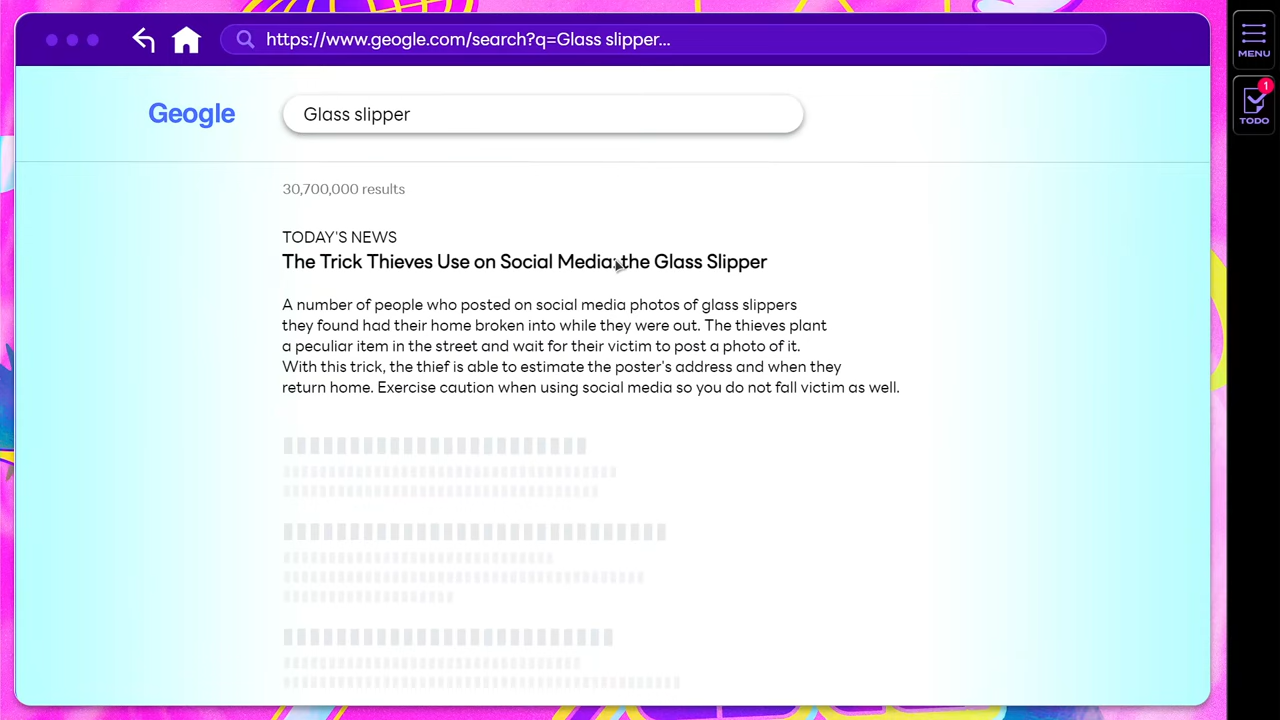 https://www.geogle.com/search?q=Glass slipper...
MENU
1
TODO
Geogle
Glass slipper
30,700,000 results
TODAY'S NEWS
The Trick Thieves Use on Social Media: the Glass Slipper
A number of people who posted on social media photos of glass slippers
they found had their home broken into while they were out. The thieves plant
a peculiar item in the street and wait for their victim to post a photo of it.
With this trick, the thief is able to estimate the poster's address and when they
return home. Exercise caution when using social media so you do not fall victim as well.